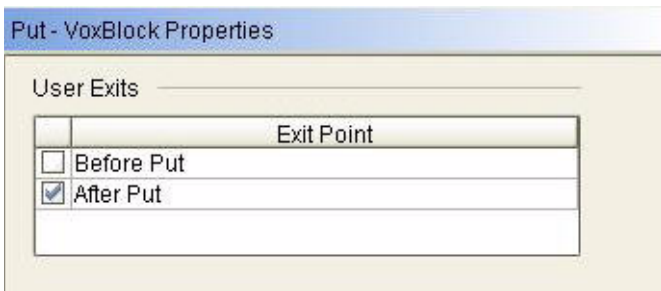 Put - VoxBlock Properties
User Exits
Exit Point
Before Put
After Put